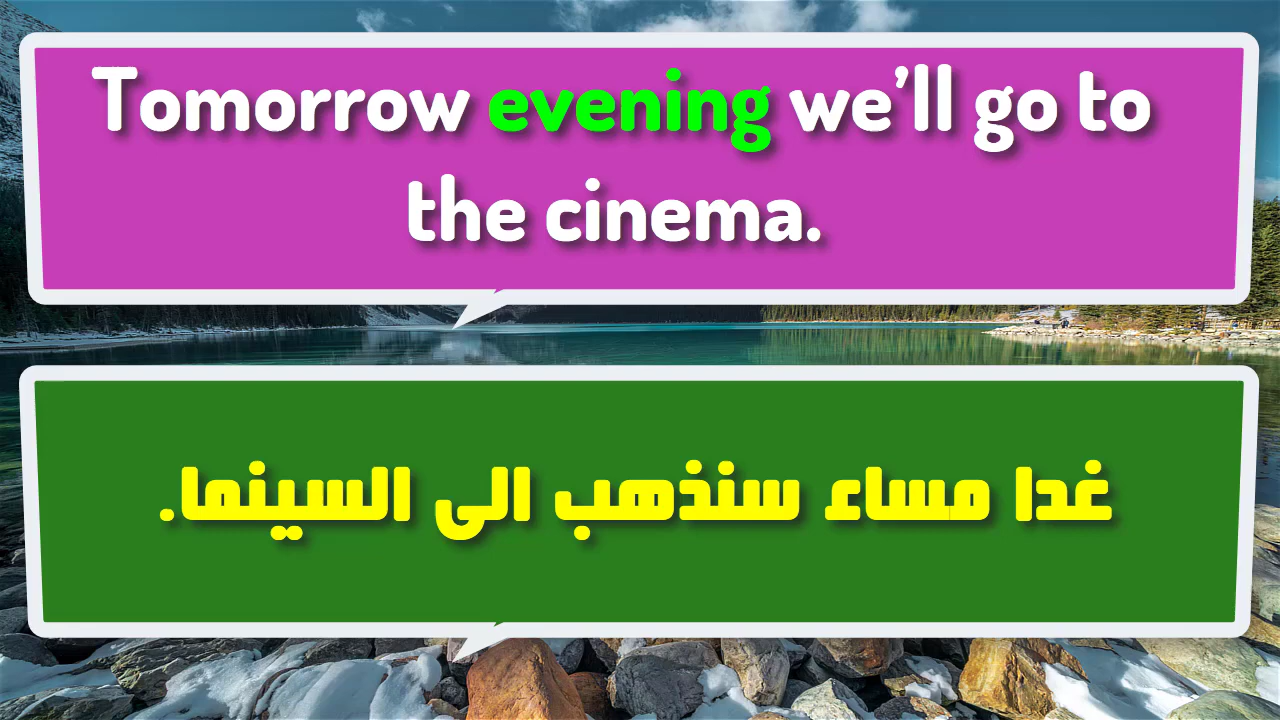 Tomorrow evening we’ll go to
the cinema.
غدا مساء سنذهب الى السينما.